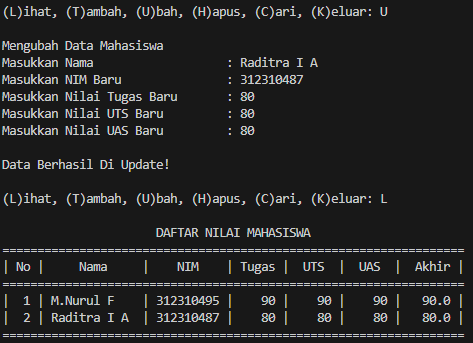 (L)ihat, (T)ambah, (U)bah, (H)apus, (C)ari, (K)eluar: U
Mengubah Data Mahasiswa
Masukkan Nama : Raditra I A
Masukkan NIM Baru : 312310487
Masukkan Nilai Tugas Baru : 80
Masukkan Nilai UTS Baru : 80
Masukkan Nilai UAS Baru : 80
Data Berhasil Di Update!
(L)ihat, (T)ambah, (U)bah, (H)apus, (C)ari, (K)eluar: L
DAFTAR NILAI MAHASISWA
==================================================================
| No | Nama | NIM | Tugas | UTS | UAS | Akhir |
==================================================================
| 1 | M.Nurul F | 312310495 | 90 | 90 | 90 | 90.0 |
| 2 | Raditra I A | 312310487 | 80 | 80 | 80 | 80.0 |
==================================================================